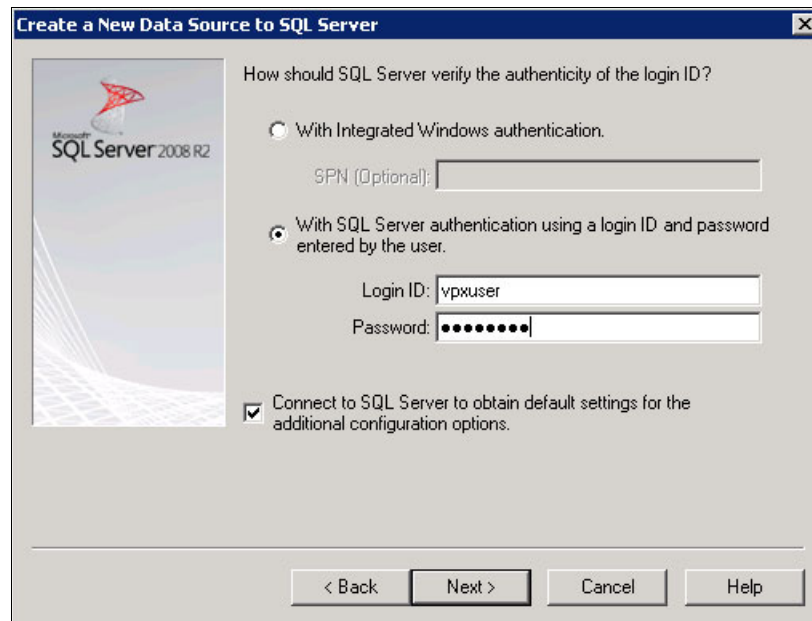 Create a New Data Source to SQL Server
Microsoft
SQL Server 2008 R2
How should SQL Server verify the authenticity of the login ID?
With Integrated Windows authentication.
SPN (Optional):
With SQL Server authentication using a login ID and password
entered by the user.
Login ID: vpxuser
Password: ●●●●●●●●
Connect to SQL Server to obtain default settings for the
additional configuration options.
< Back
Next >
Cancel
Help